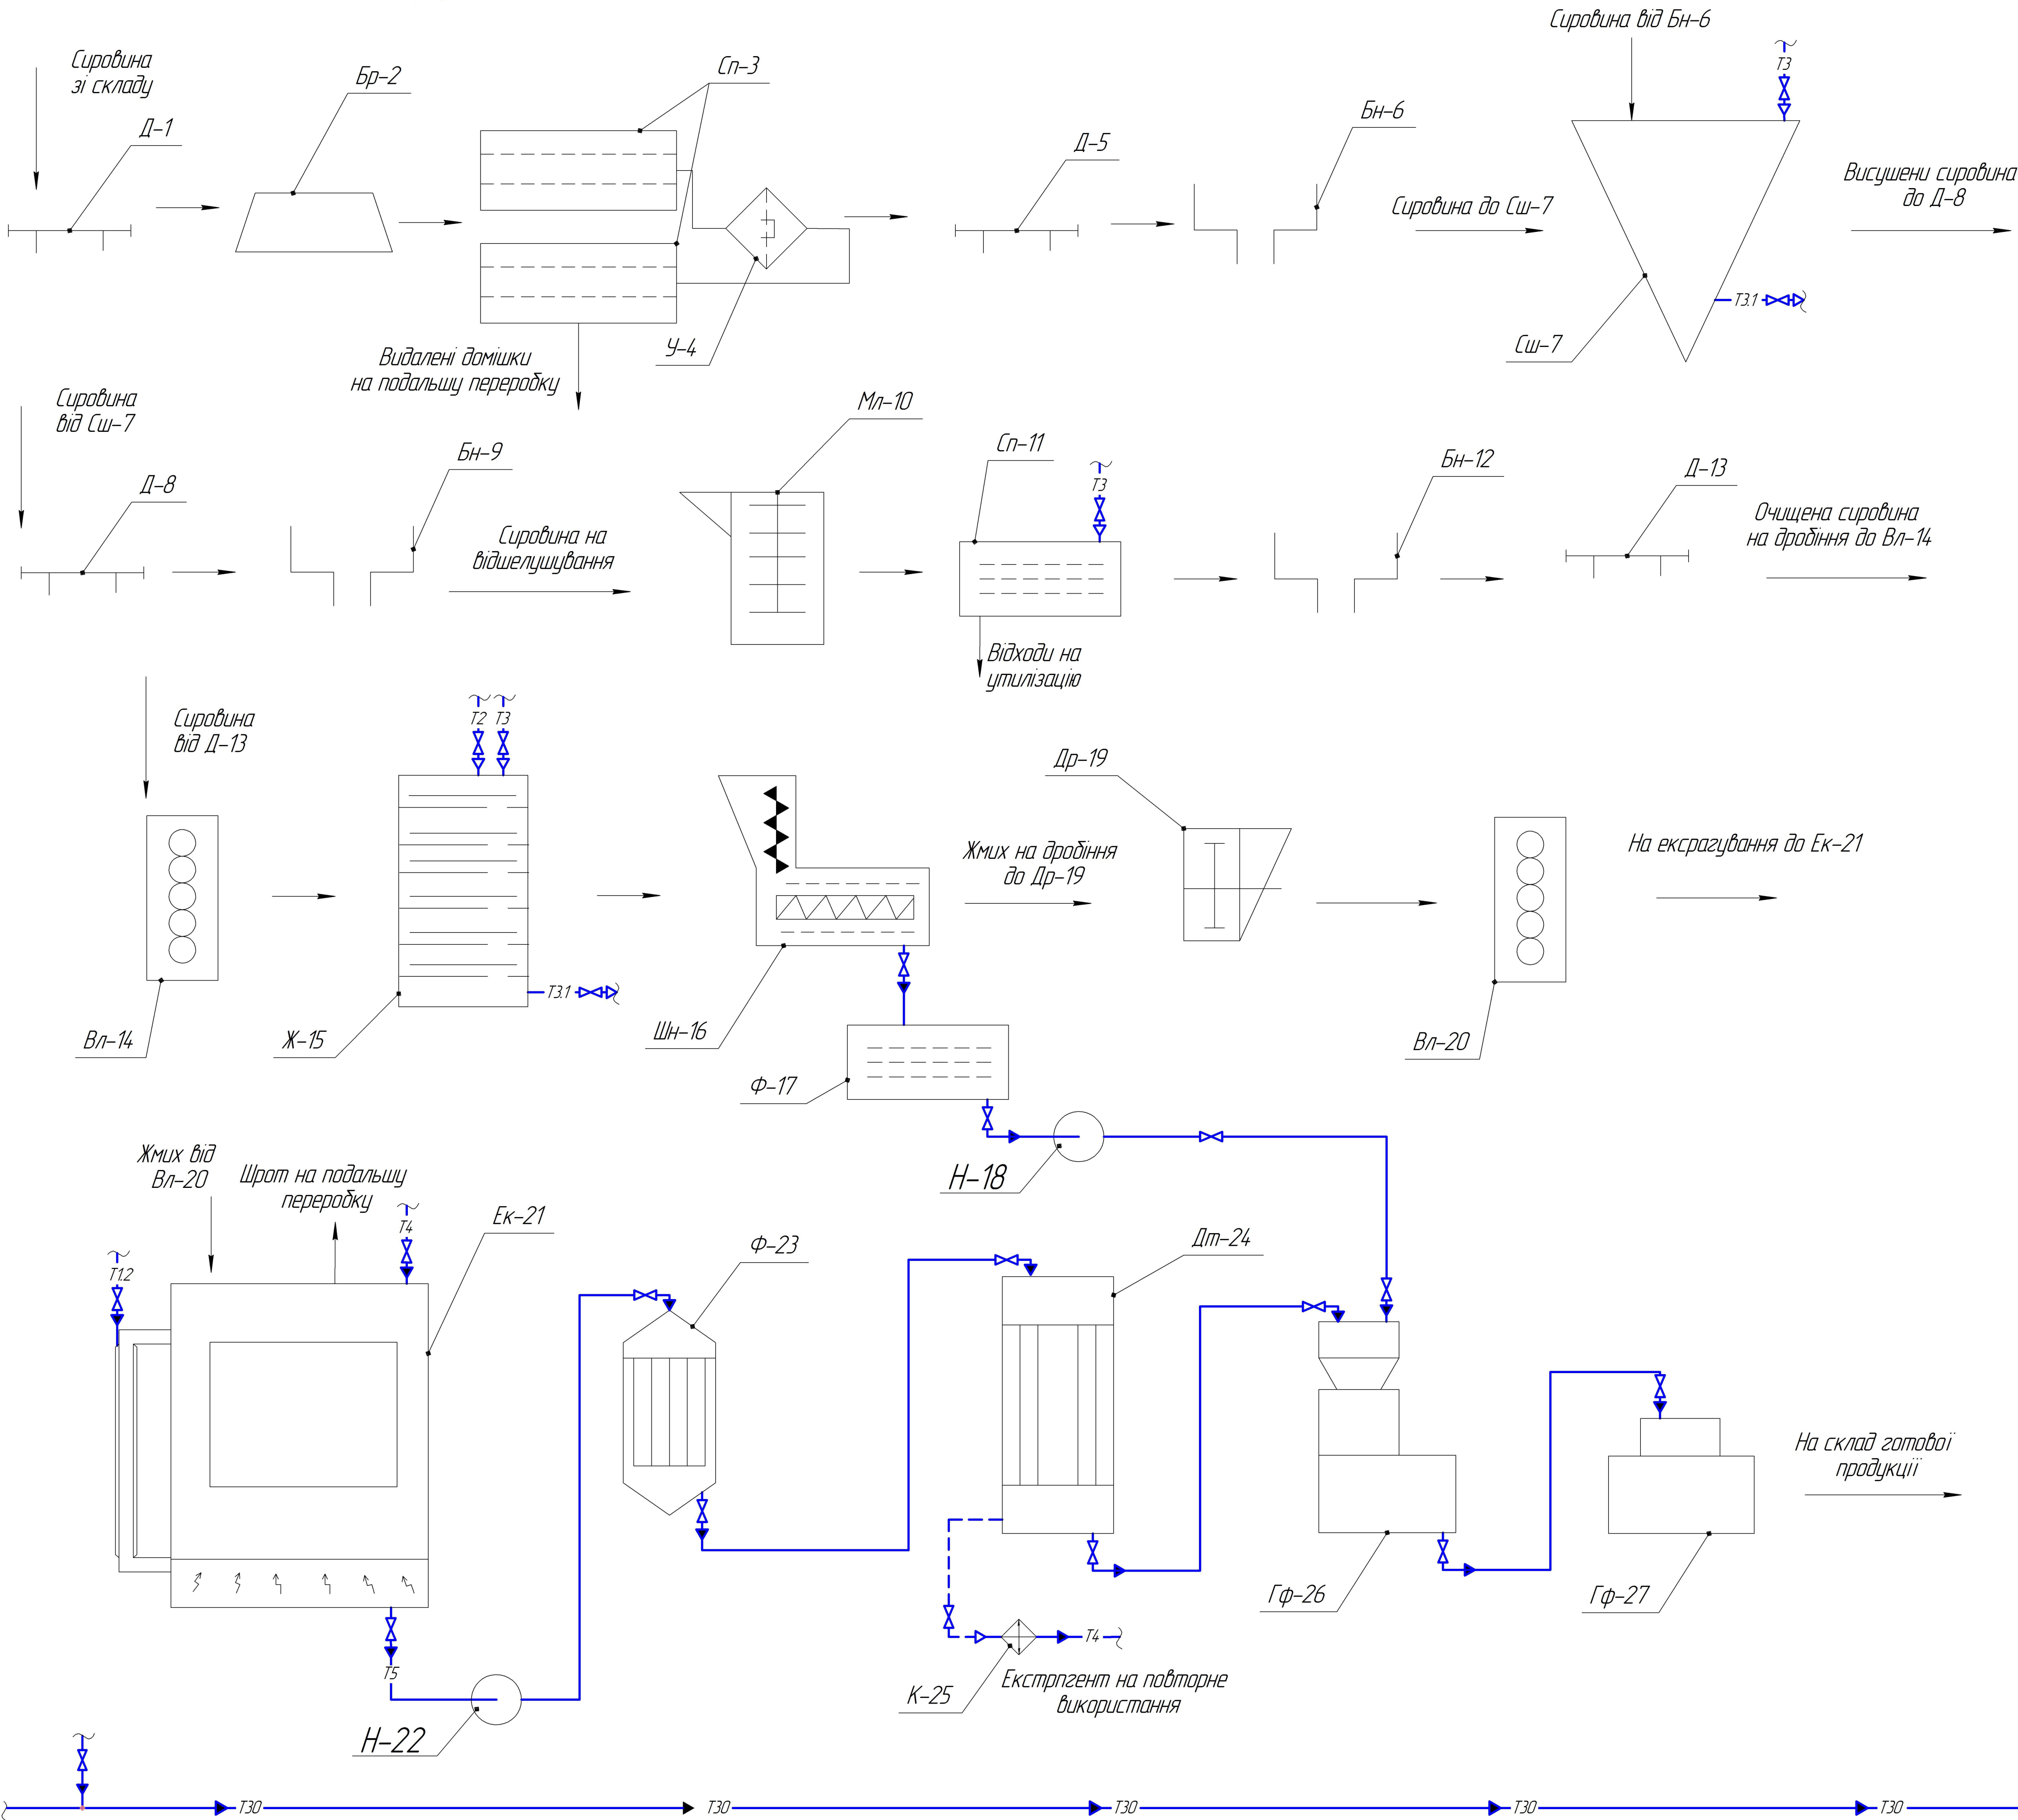 Сировина від Бн-6
Сировина
зі складу
Бр-2
Сп-3
Т3
Д-1
Д-5
Бн-6
Сировина до Сш-7
Висушени сировина
до Д-8
Т3.1
У-4
Сш-7
Видалені домішки
на подальшу переробку
Сировина
від Сш-7
Мл-10
Бн-9
Сп-11
Бн-12
Д-13
Д-8
Т3
Сировина на
відшелушування
Очищена сировина
на дробіння до Вл-14
Відходи на
утилізацію
Сировина
від Д-13
Т2
Т3
Др-19
Жмих на дробіння
до Др-19
На ексрагування до Ек-21
Т3.1
Вл-14
Ж-15
Шн-16
Вл-20
Ф-17
Жмих від
Вл-20
Шрот на подальшу
переробку
Н-18
Т4
Ек-21
Ф-23
Дт-24
Т1.2
На склад готової
продукції
Гф-26
Гф-27
Т4
Т5
К-25
Екстрпгент на повторне
використання
Н-22
Т30
Т30
Т30
Т30
Т30